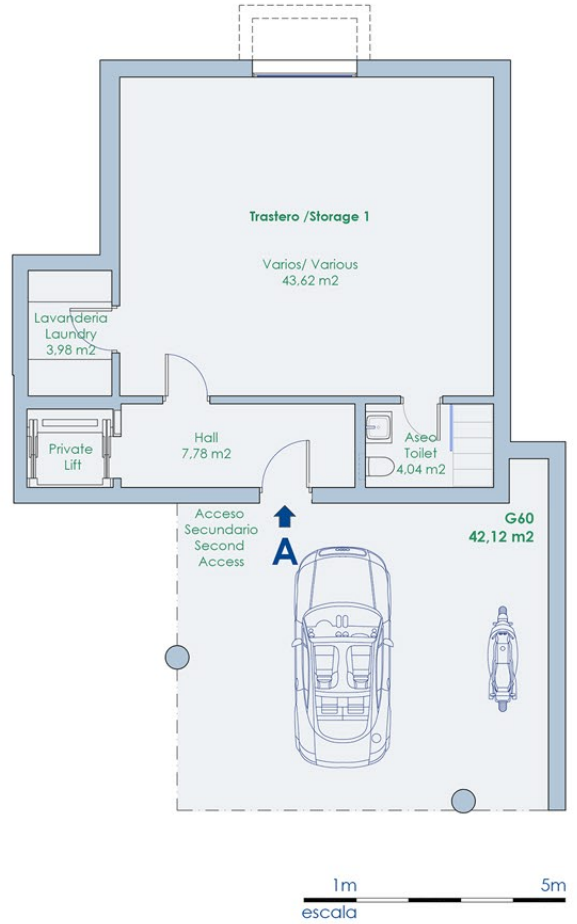 Trastero /Storage 1
Varios/ Various
43,62 m2
Lavanderia
Laundry
3,98 m2
Private
Lift
Hall
7,78 m2
Aseo
Toilet
4,04 m2
Acceso
Secundario
Second
Access
A
G60
42,12 m2
1m
5m
escala